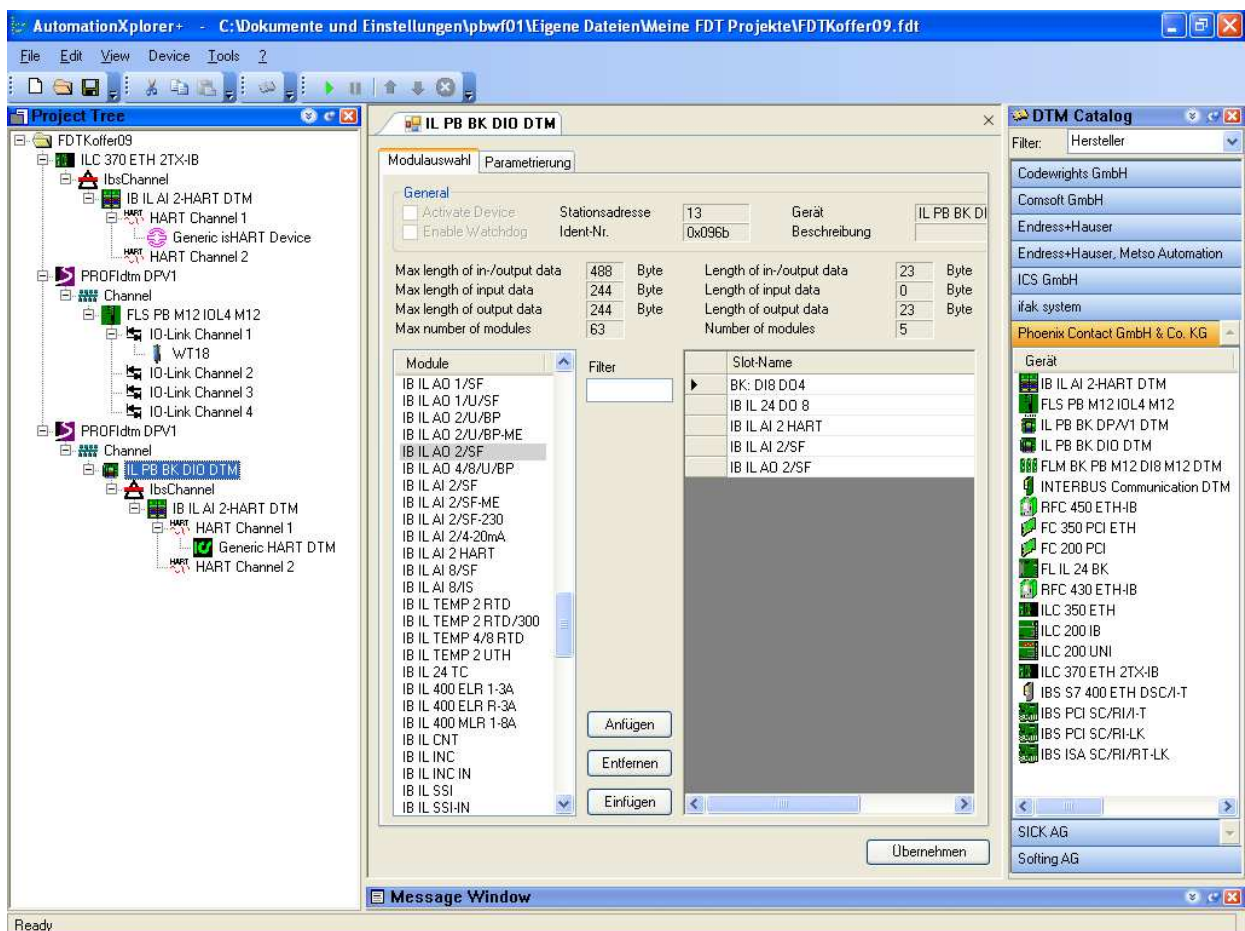 AutomationXplorer+ - C:\Dokumente und Einstellungen\pbwf01\Eigene Dateien\Meine FDT Projekte\FDTKoffer09.fdt
File Edit View Device Tools ?
Project Tree
FDTKoffer09
ILC 370 ETH 2TX-IB
IbsChannel
IB IL AI 2-HART DTM
HART Channel 1
Generic isHART Device
HART Channel 2
PROFIdtm DPV1
Channel
FLS PB M12 IOL4 M12
IO-Link Channel 1
WT18
IO-Link Channel 2
IO-Link Channel 3
IO-Link Channel 4
PROFIdtm DPV1
Channel
IL PB BK DIO DTM
IbsChannel
IB IL AI 2-HART DTM
HART Channel 1
Generic HART DTM
HART Channel 2
IL PB BK DIO DTM
Modulauswahl Parametrierung
General
Activate Device Stationsadresse 13 Gerät IL PB BK DI
Enable Watchdog Ident-Nr. 0x096b Beschreibung
Max length of in-/output data 488 Byte Length of in-/output data 23 Byte
Max length of input data 244 Byte Length of input data 0 Byte
Max length of output data 244 Byte Length of output data 23 Byte
Max number of modules 63 Number of modules 5
Module
IB IL AO 1/SF
IB IL AO 1/U/SF
IB IL AO 2/U/BP
IB IL AO 2/U/BP-ME
IB IL AO 2/SF
IB IL AO 4/8/U/BP
IB IL AI 2/SF
IB IL AI 2/SF-ME
IB IL AI 2/SF-230
IB IL AI 2/4-20mA
IB IL AI 2 HART
IB IL AI 8/SF
IB IL AI 8/IS
IB IL TEMP 2 RTD
IB IL TEMP 2 RTD/300
IB IL TEMP 4/8 RTD
IB IL TEMP 2 UTH
IB IL 24 TC
IB IL 400 ELR 1-3A
IB IL 400 ELR R-3A
IB IL 400 MLR 1-8A
IB IL CNT
IB IL INC
IB IL INC IN
IB IL SSI
IB IL SSI-IN
Filter
Anfügen
Entfernen
Einfügen
Slot-Name
BK: DI8 DO4
IB IL 24 DO 8
IB IL AI 2 HART
IB IL AI 2/SF
IB IL AO 2/SF
Übernehmen
Message Window
DTM Catalog
Filter: Hersteller
Codewrights GmbH
Comsoft GmbH
Endress+Hauser
Endress+Hauser, Metso Automation
ICS GmbH
ifak system
Phoenix Contact GmbH & Co. KG
Gerät
IB IL AI 2-HART DTM
FLS PB M12 IOL4 M12
IL PB BK DP/V1 DTM
IL PB BK DIO DTM
FLM BK PB M12 DI8 M12 DTM
INTERBUS Communication DTM
RFC 450 ETH-IB
FC 350 PCI ETH
FC 200 PCI
FL IL 24 BK
RFC 430 ETH-IB
ILC 350 ETH
ILC 200 IB
ILC 200 UNI
ILC 370 ETH 2TX-IB
IBS S7 400 ETH DSC/I-T
IBS PCI SC/RI/I-T
IBS PCI SC/RI-LK
IBS ISA SC/RI/RT-LK
SICK AG
Softing AG
Ready